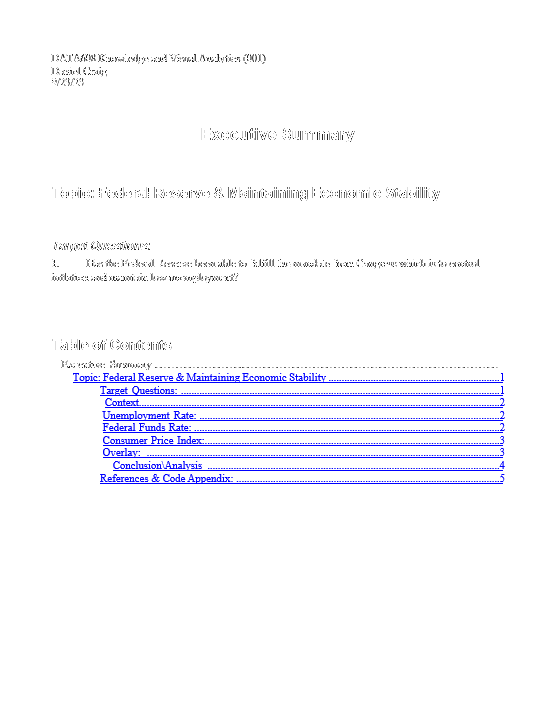 DATA608 Knowledge and Visual Analytics (001)
Daniel Craig
9/23/23
Executive Summary
Topic: Federal Reserve & Maintaining Economic Stability
Target Questions:
1. Has the Federal Reserve been able to fulfill the mandate from Congress which is to control
inflation and maintain low unemployment?
Table of Contents
Executive Summary
Topic: Federal Reserve & Maintaining Economic Stability 1
Target Questions: 1
Context 2
Unemployment Rate: 2
Federal Funds Rate: 2
Consumer Price Index: 3
Overlay: 3
Conclusion\Analysis 4
References & Code Appendix: 5